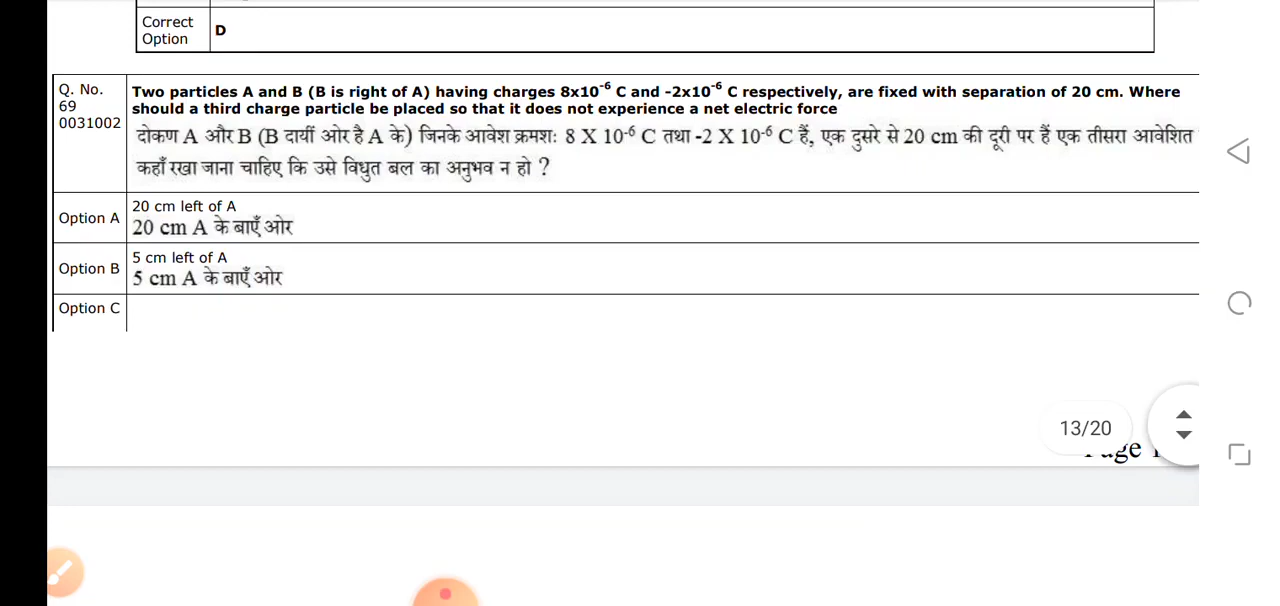 Correct
Option
D
Q. No.
69
0031002
Two particles A and B (B is right of A) having charges 8x10⁻⁶ C and -2x10⁻⁶ C respectively, are fixed with separation of 20 cm. Where
should a third charge particle be placed so that it does not experience a net electric force
दोकण A और B (B दायीं ओर है A के) जिनके आवेश क्रमशः 8 X 10⁻⁶ C तथा -2 X 10⁻⁶ C हैं, एक दुसरे से 20 cm की दूरी पर हैं एक तीसरा आवेशित
कहाँ रखा जाना चाहिए कि उसे विधुत बल का अनुभव न हो ?
Option A
20 cm left of A
20 cm A के बाएँ ओर
Option B
5 cm left of A
5 cm A के बाएँ ओर
Option C
13/20